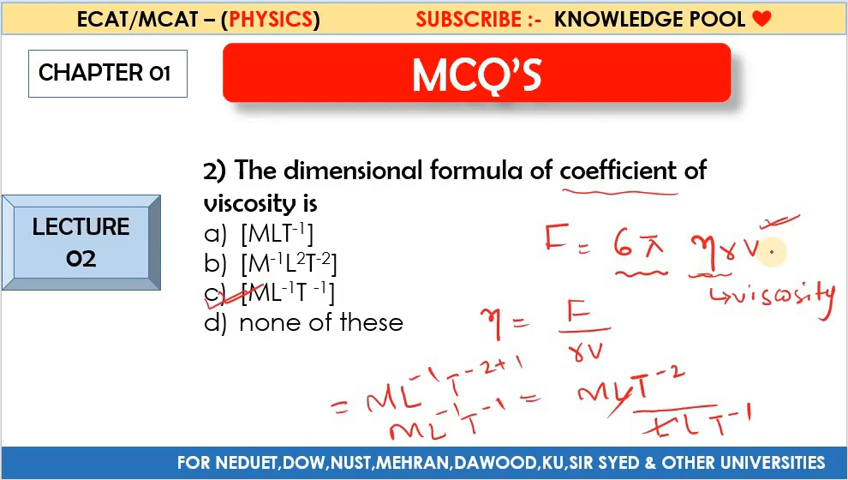 ECAT/MCAT – (PHYSICS) SUBSCRIBE :- KNOWLEDGE POOL ❤
CHAPTER 01
MCQ'S
2) The dimensional formula of coefficient of
viscosity is
LECTURE
02
a) [MLT⁻¹]
b) [M⁻¹L²T⁻²]
c) [ML⁻¹T ⁻¹]
d) none of these
F = 6π ηrv
↳viscosity
η = F / rv
= MLT⁻² / L L T⁻¹
= ML⁻¹T⁻²⁺¹
ML⁻¹T⁻¹
FOR NEDUET,DOW,NUST,MEHRAN,DAWOOD,KU,SIR SYED & OTHER UNIVERSITIES